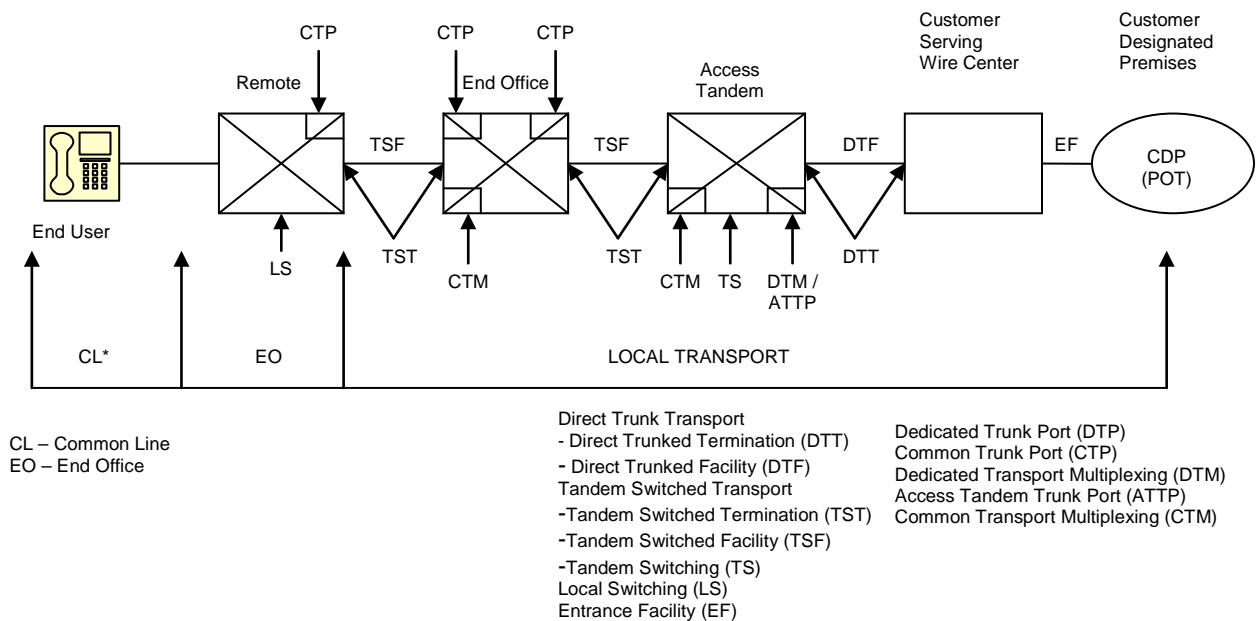 CTP
CTP
CTP
Customer
Serving
Wire Center
Customer
Designated
Premises
Remote
End Office
Access
Tandem
TSF
TSF
DTF
EF
CDP
(POT)
End User
LS
TST
CTM
TST
CTM
TS
DTM /
ATTP
DTT
CL*
EO
LOCAL TRANSPORT
CL – Common Line
EO – End Office
Direct Trunk Transport
- Direct Trunked Termination (DTT)
- Direct Trunked Facility (DTF)
Tandem Switched Transport
-Tandem Switched Termination (TST)
-Tandem Switched Facility (TSF)
-Tandem Switching (TS)
Local Switching (LS)
Entrance Facility (EF)
Dedicated Trunk Port (DTP)
Common Trunk Port (CTP)
Dedicated Transport Multiplexing (DTM)
Access Tandem Trunk Port (ATTP)
Common Transport Multiplexing (CTM)